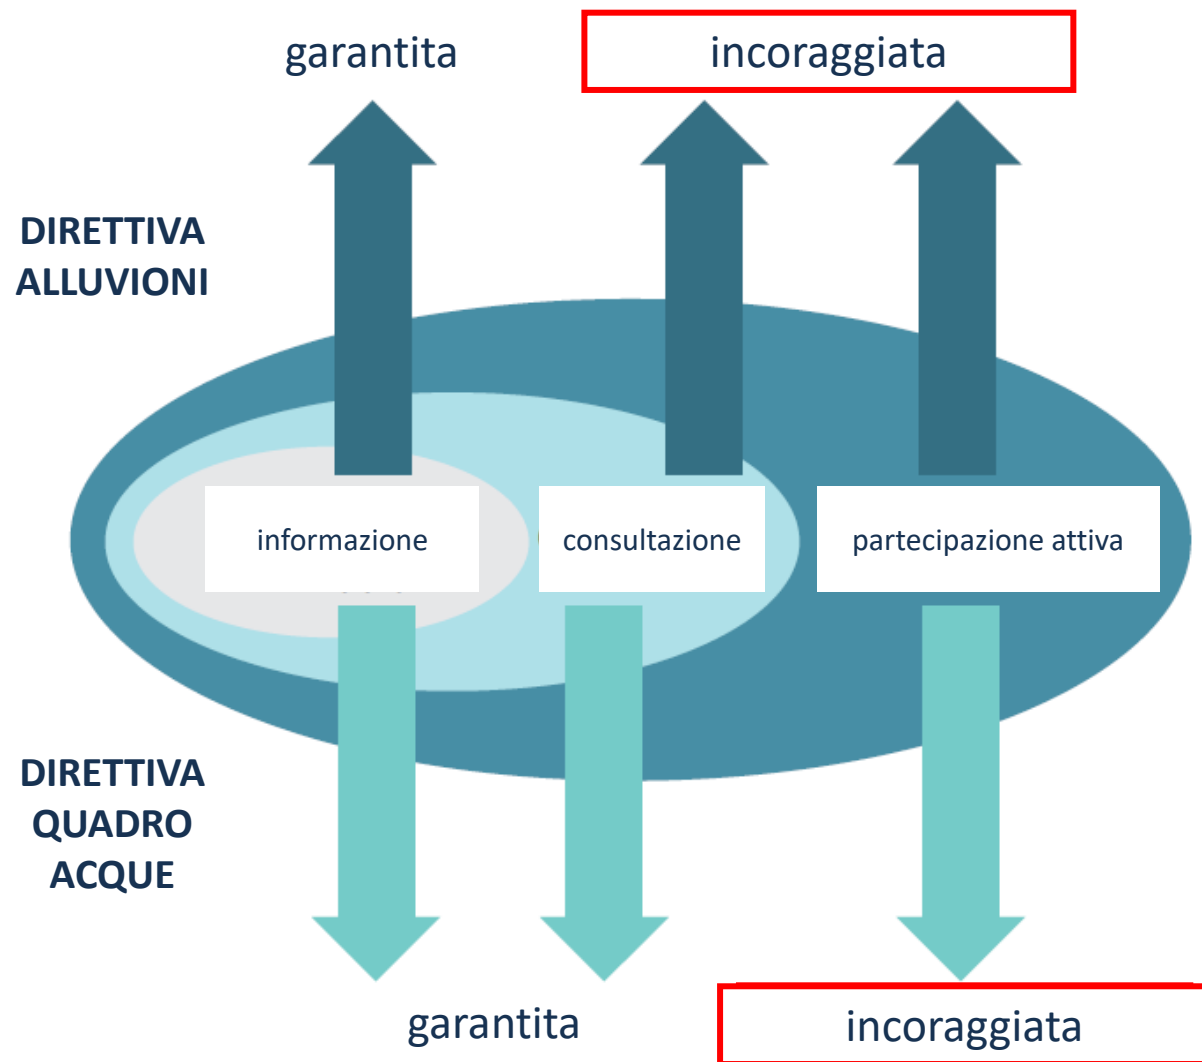 garantita
incoraggiata
DIRETTIVA
ALLUVIONI
informazione
consultazione
partecipazione attiva
DIRETTIVA
QUADRO
ACQUE
garantita
incoraggiata